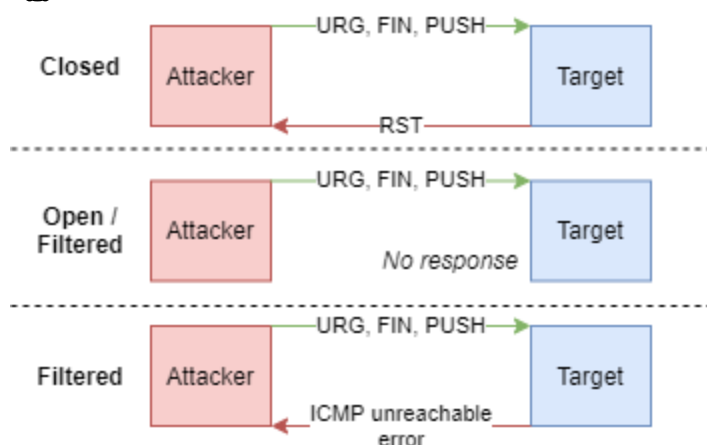 URG, FIN, PUSH
Closed
Attacker
Target
RST
URG, FIN, PUSH
Open /
Filtered
Attacker
Target
No response
URG, FIN, PUSH
Filtered
Attacker
Target
ICMP unreachable
error